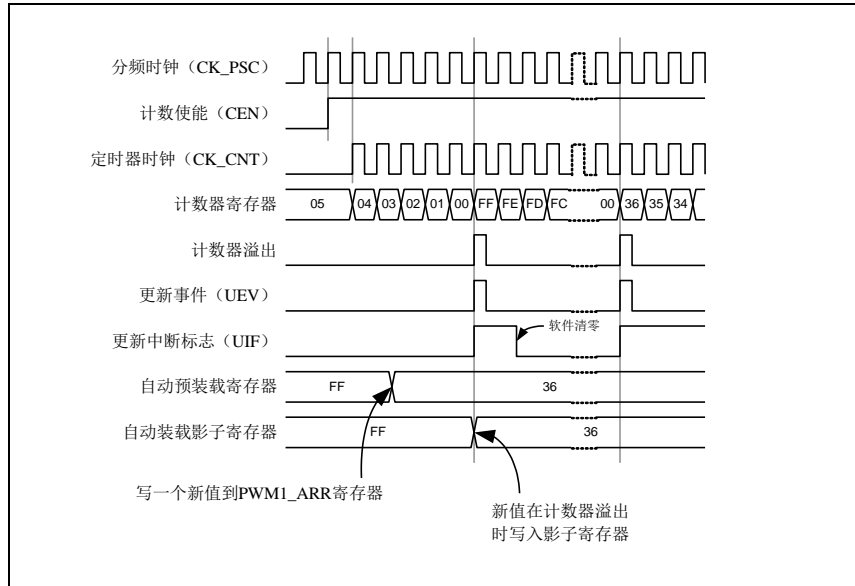 分频时钟（CK_PSC）
计数使能（CEN）
定时器时钟（CK_CNT）
计数器寄存器 05 04 03 02 01 00 FF FE FD FC 00 36 35 34
计数器溢出
更新事件（UEV）
更新中断标志（UIF） 软件清零
自动预装载寄存器 FF 36
自动装载影子寄存器 FF 36
写一个新值到PWM1_ARR寄存器
新值在计数器溢出
时写入影子寄存器